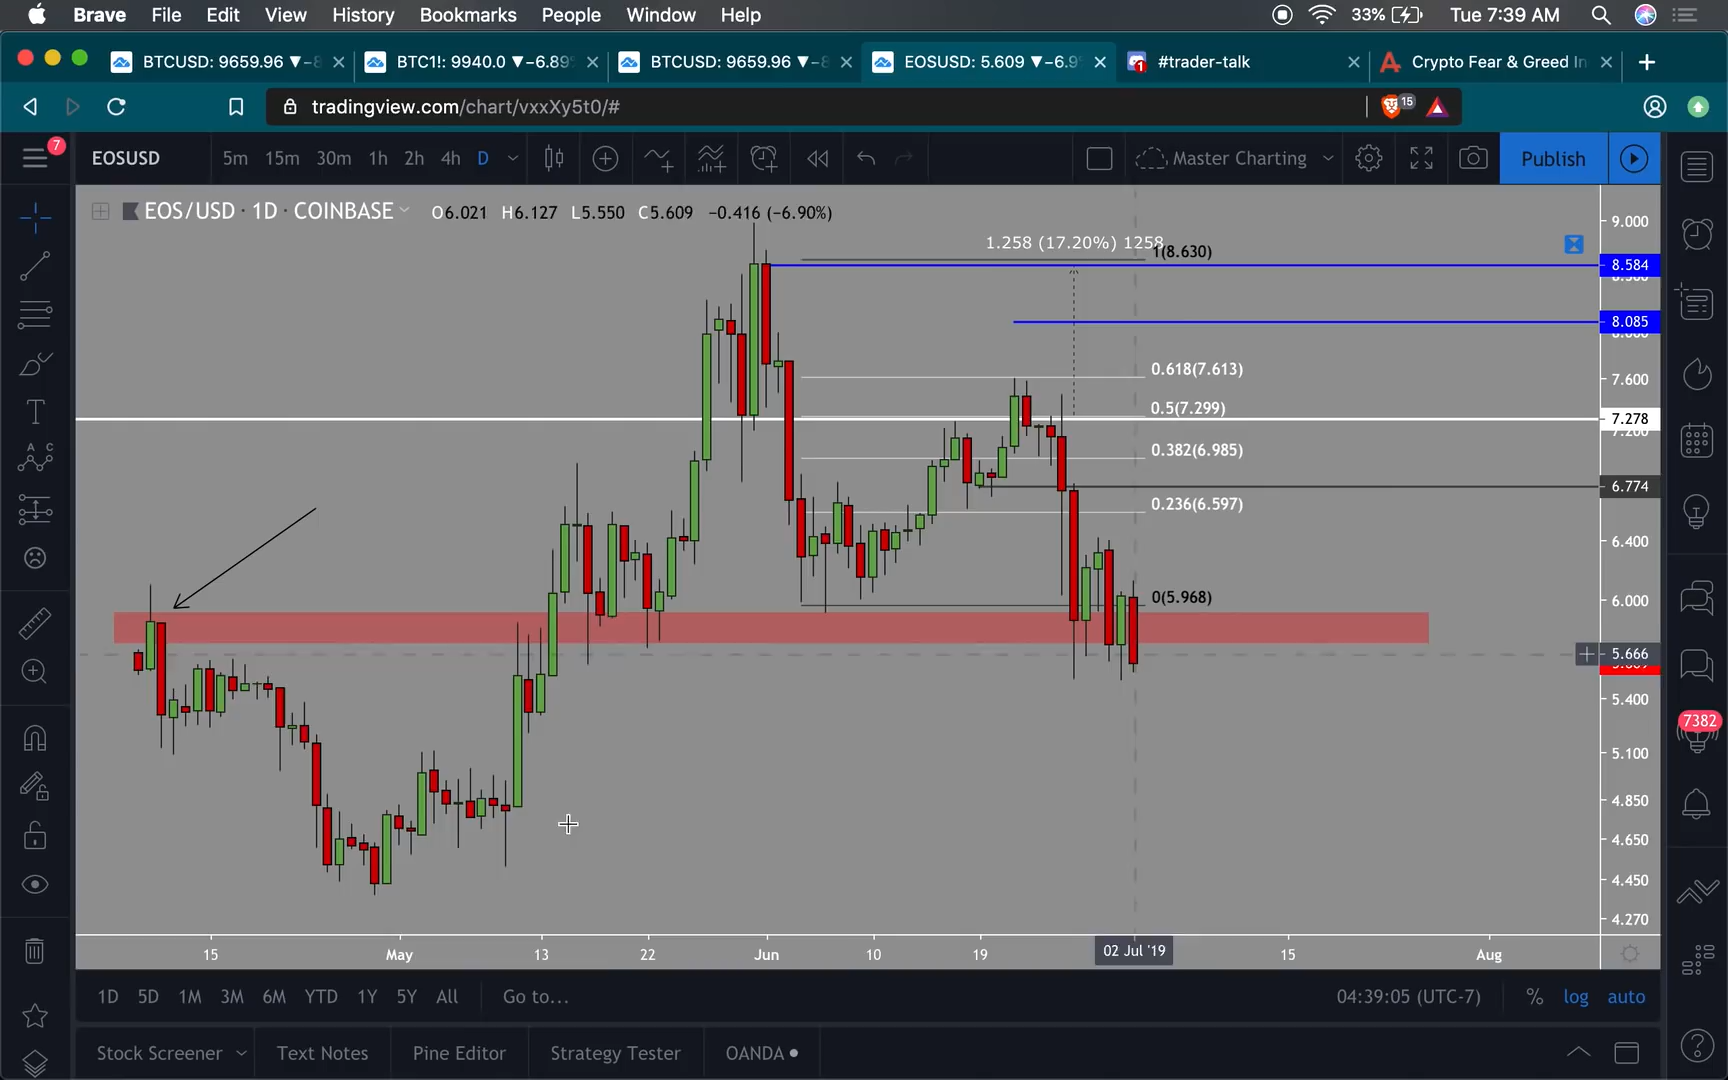 Brave File Edit View History Bookmarks People Window Help 33% Tue 7:39 AM
BTCUSD: 9659.96 ▼ −8 BTC1!: 9940.0 ▼ −6.89% BTCUSD: 9659.96 ▼ −8 EOSUSD: 5.609 ▼ −6.9% 1 #trader-talk Crypto Fear & Greed In
tradingview.com/chart/vxxXy5t0/# 15
7 EOSUSD 5m 15m 30m 1h 2h 4h D Master Charting Publish
EOS/USD · 1D · COINBASE O6.021 H6.127 L5.550 C5.609 −0.416 (−6.90%)
9.000
1.258 (17.20%) 1258
1(8.630)
8.584
8.085
0.618(7.613)
7.600
0.5(7.299)
7.278
7.200
0.382(6.985)
6.774
0.236(6.597)
6.400
0(5.968)
6.000
5.666
5.400
7382
5.100
4.850
4.650
4.450
4.270
15 May 13 22 Jun 10 19 02 Jul '19 15 Aug
1D 5D 1M 3M 6M YTD 1Y 5Y All Go to... 04:39:05 (UTC-7) % log auto
Stock Screener Text Notes Pine Editor Strategy Tester OANDA